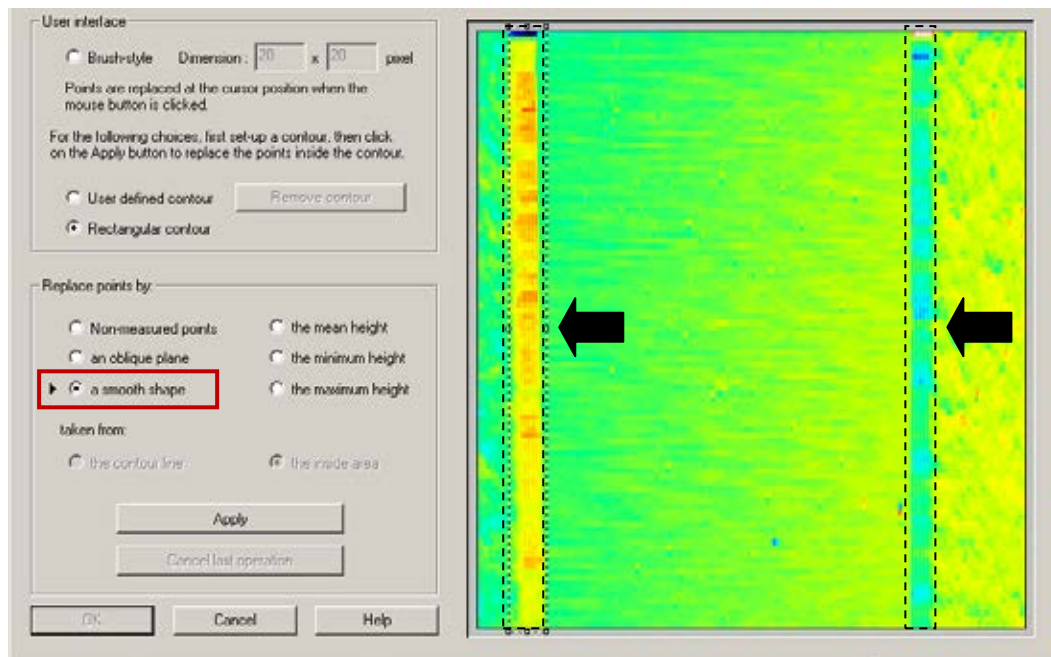 User interface
Brush-style Dimension : 20 x 20 pixel
Points are replaced at the cursor position when the
mouse button is clicked.
For the following choices, first set-up a contour, then click
on the Apply button to replace the points inside the contour.
User defined contour Remove contour
Rectangular contour
Replace points by:
Non-measured points the mean height
an oblique plane the minimum height
a smooth shape the maximum height
taken from:
the contour line the inside area
Apply
Cancel last operation
OK Cancel Help